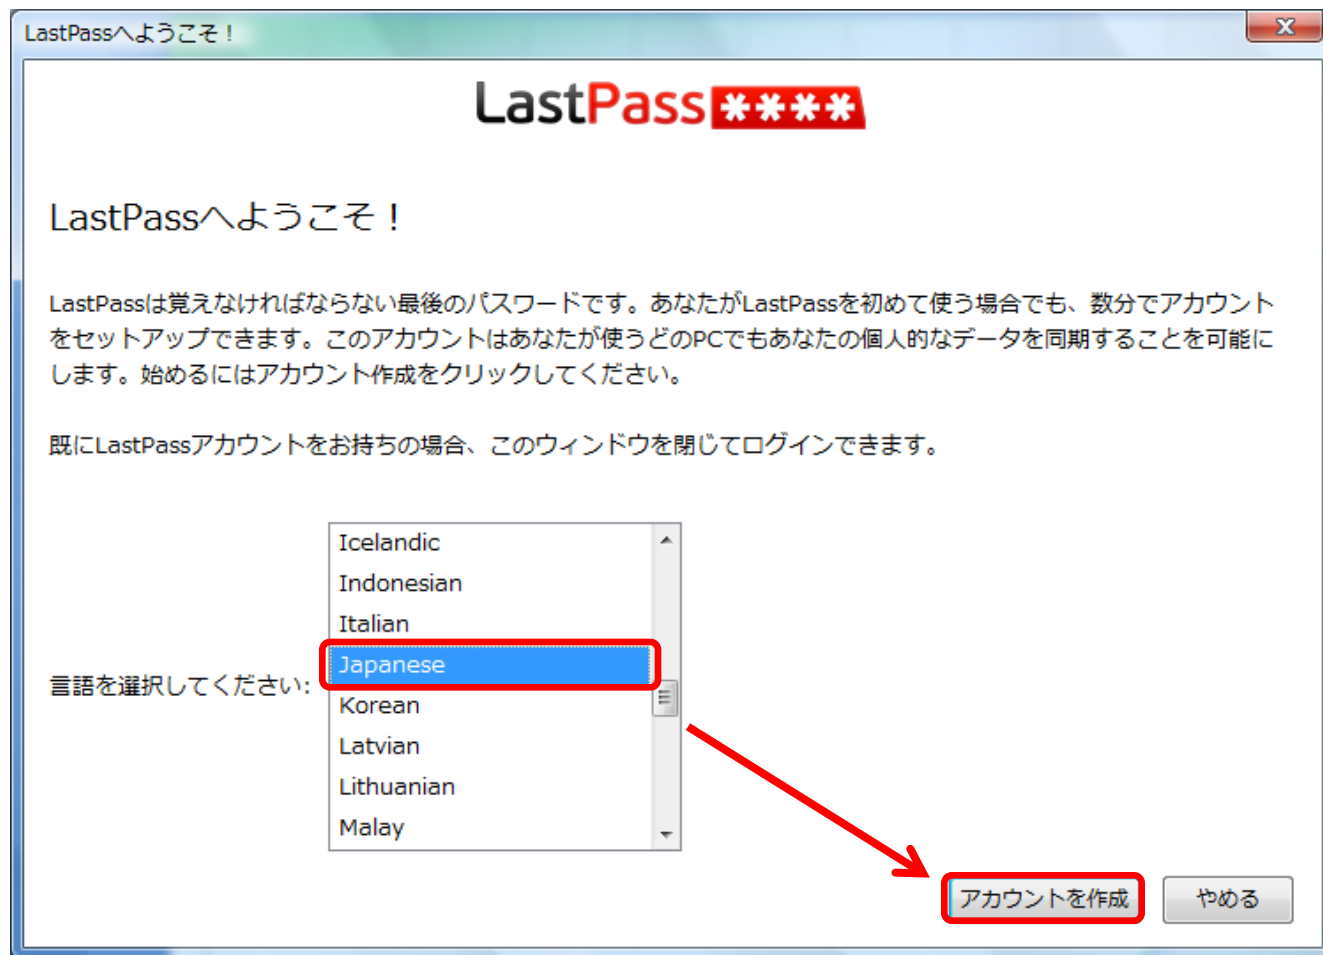 LastPassへようこそ！
LastPass****
LastPassへようこそ！
LastPassは覚えなければならない最後のパスワードです。あなたがLastPassを初めて使う場合でも、数分でアカウント
をセットアップできます。このアカウントはあなたが使うどのPCでもあなたの個人的なデータを同期することを可能に
します。始めるにはアカウント作成をクリックしてください。
既にLastPassアカウントをお持ちの場合、このウィンドウを閉じてログインできます。
言語を選択してください:
Icelandic
Indonesian
Italian
Japanese
Korean
Latvian
Lithuanian
Malay
アカウントを作成
やめる